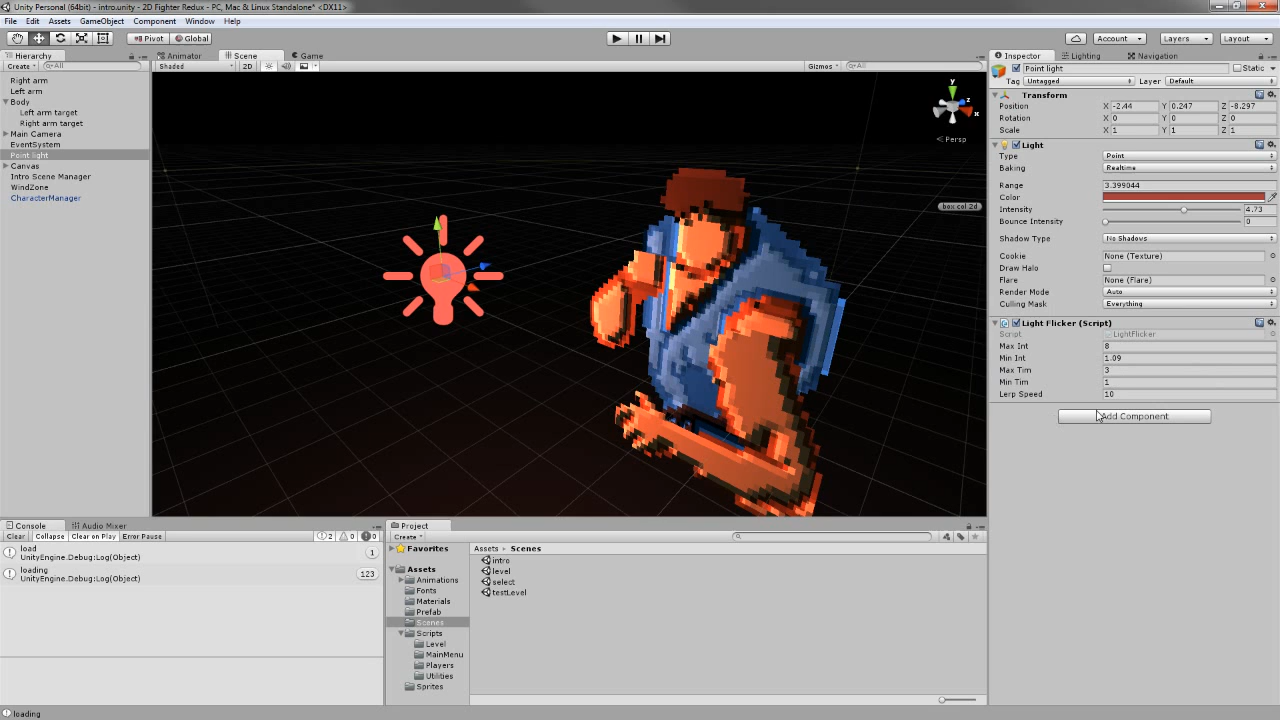 Unity Personal (64bit) - intro.unity - 2D Fighter Redux - PC, Mac & Linux Standalone* <DX11>
File Edit Assets GameObject Component Window Help
Pivot Global Account Layers Layout
Hierarchy Animator Scene Game Inspector Lighting Navigation
Create All Shaded 2D Gizmos All
Point light Static
Tag Untagged Layer Default
Right arm
Left arm
Body
Left arm target
Right arm target
Main Camera
EventSystem
Point light
Canvas
Intro Scene Manager
WindZone
CharacterManager
y
z
x
Persp
box col 2d
Transform
Position X -2.44 Y 0.247 Z -8.297
Rotation X 0 Y 0 Z 0
Scale X 1 Y 1 Z 1
Light
Type Point
Baking Realtime
Range 3.399044
Color
Intensity 4.73
Bounce Intensity 0
Shadow Type No Shadows
Cookie None (Texture)
Draw Halo
Flare None (Flare)
Render Mode Auto
Culling Mask Everything
Light Flicker (Script)
Script LightFlicker
Max Int 8
Min Int 1.09
Max Tim 3
Min Tim 1
Lerp Speed 10
Add Component
Console Audio Mixer
Clear Collapse Clear on Play Error Pause 2 0 0
load
UnityEngine.Debug:Log(Object) 1
loading
UnityEngine.Debug:Log(Object) 123
Project
Create
Favorites
Assets
Animations
Fonts
Materials
Prefab
Scenes
Scripts
Level
MainMenu
Players
Utilities
Sprites
Assets Scenes
intro
level
select
testLevel
loading